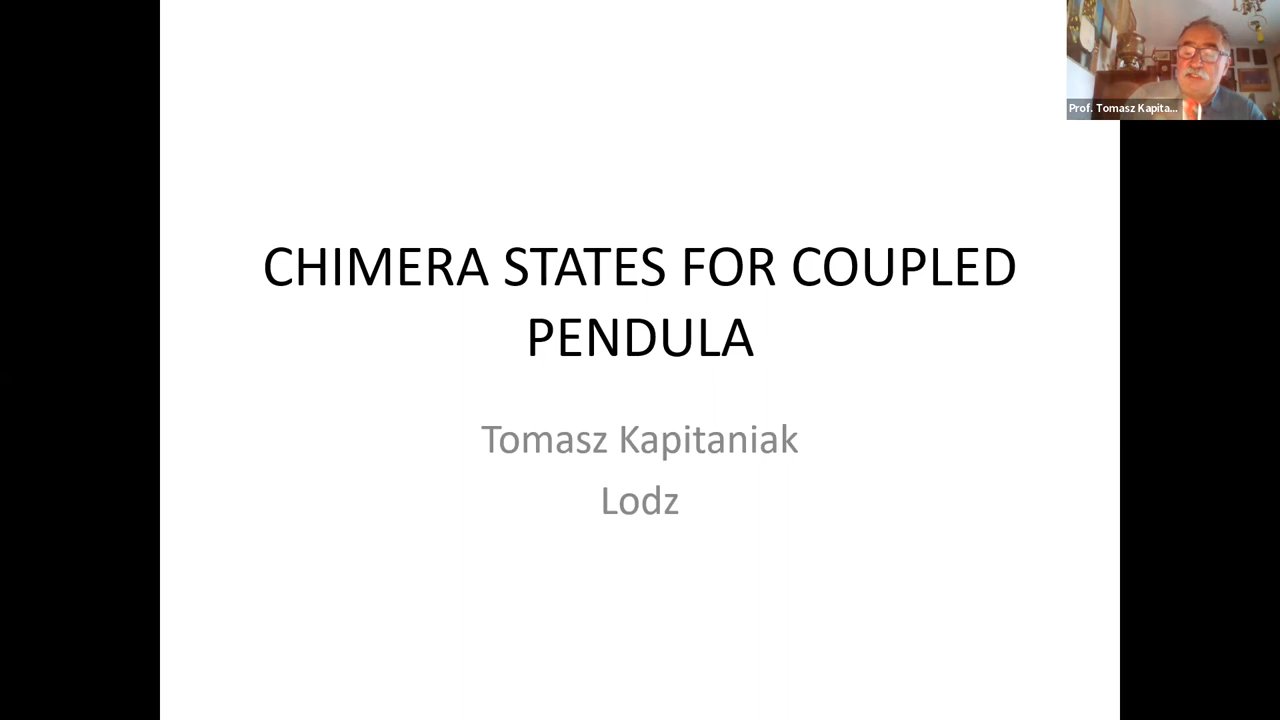 Prof. Tomasz Kapita...
CHIMERA STATES FOR COUPLED
PENDULA
Tomasz Kapitaniak
Lodz